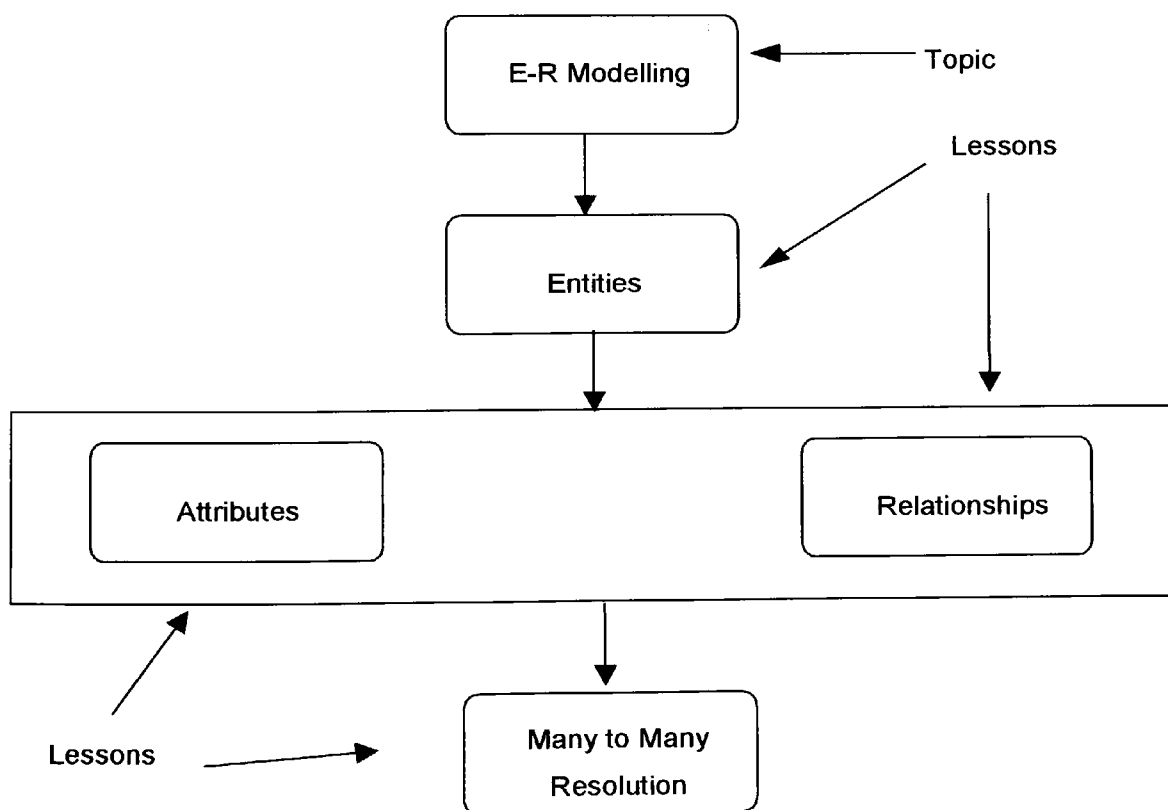 E-R Modelling
Topic
Lessons
Entities
Attributes
Relationships
Lessons
Many to Many
Resolution